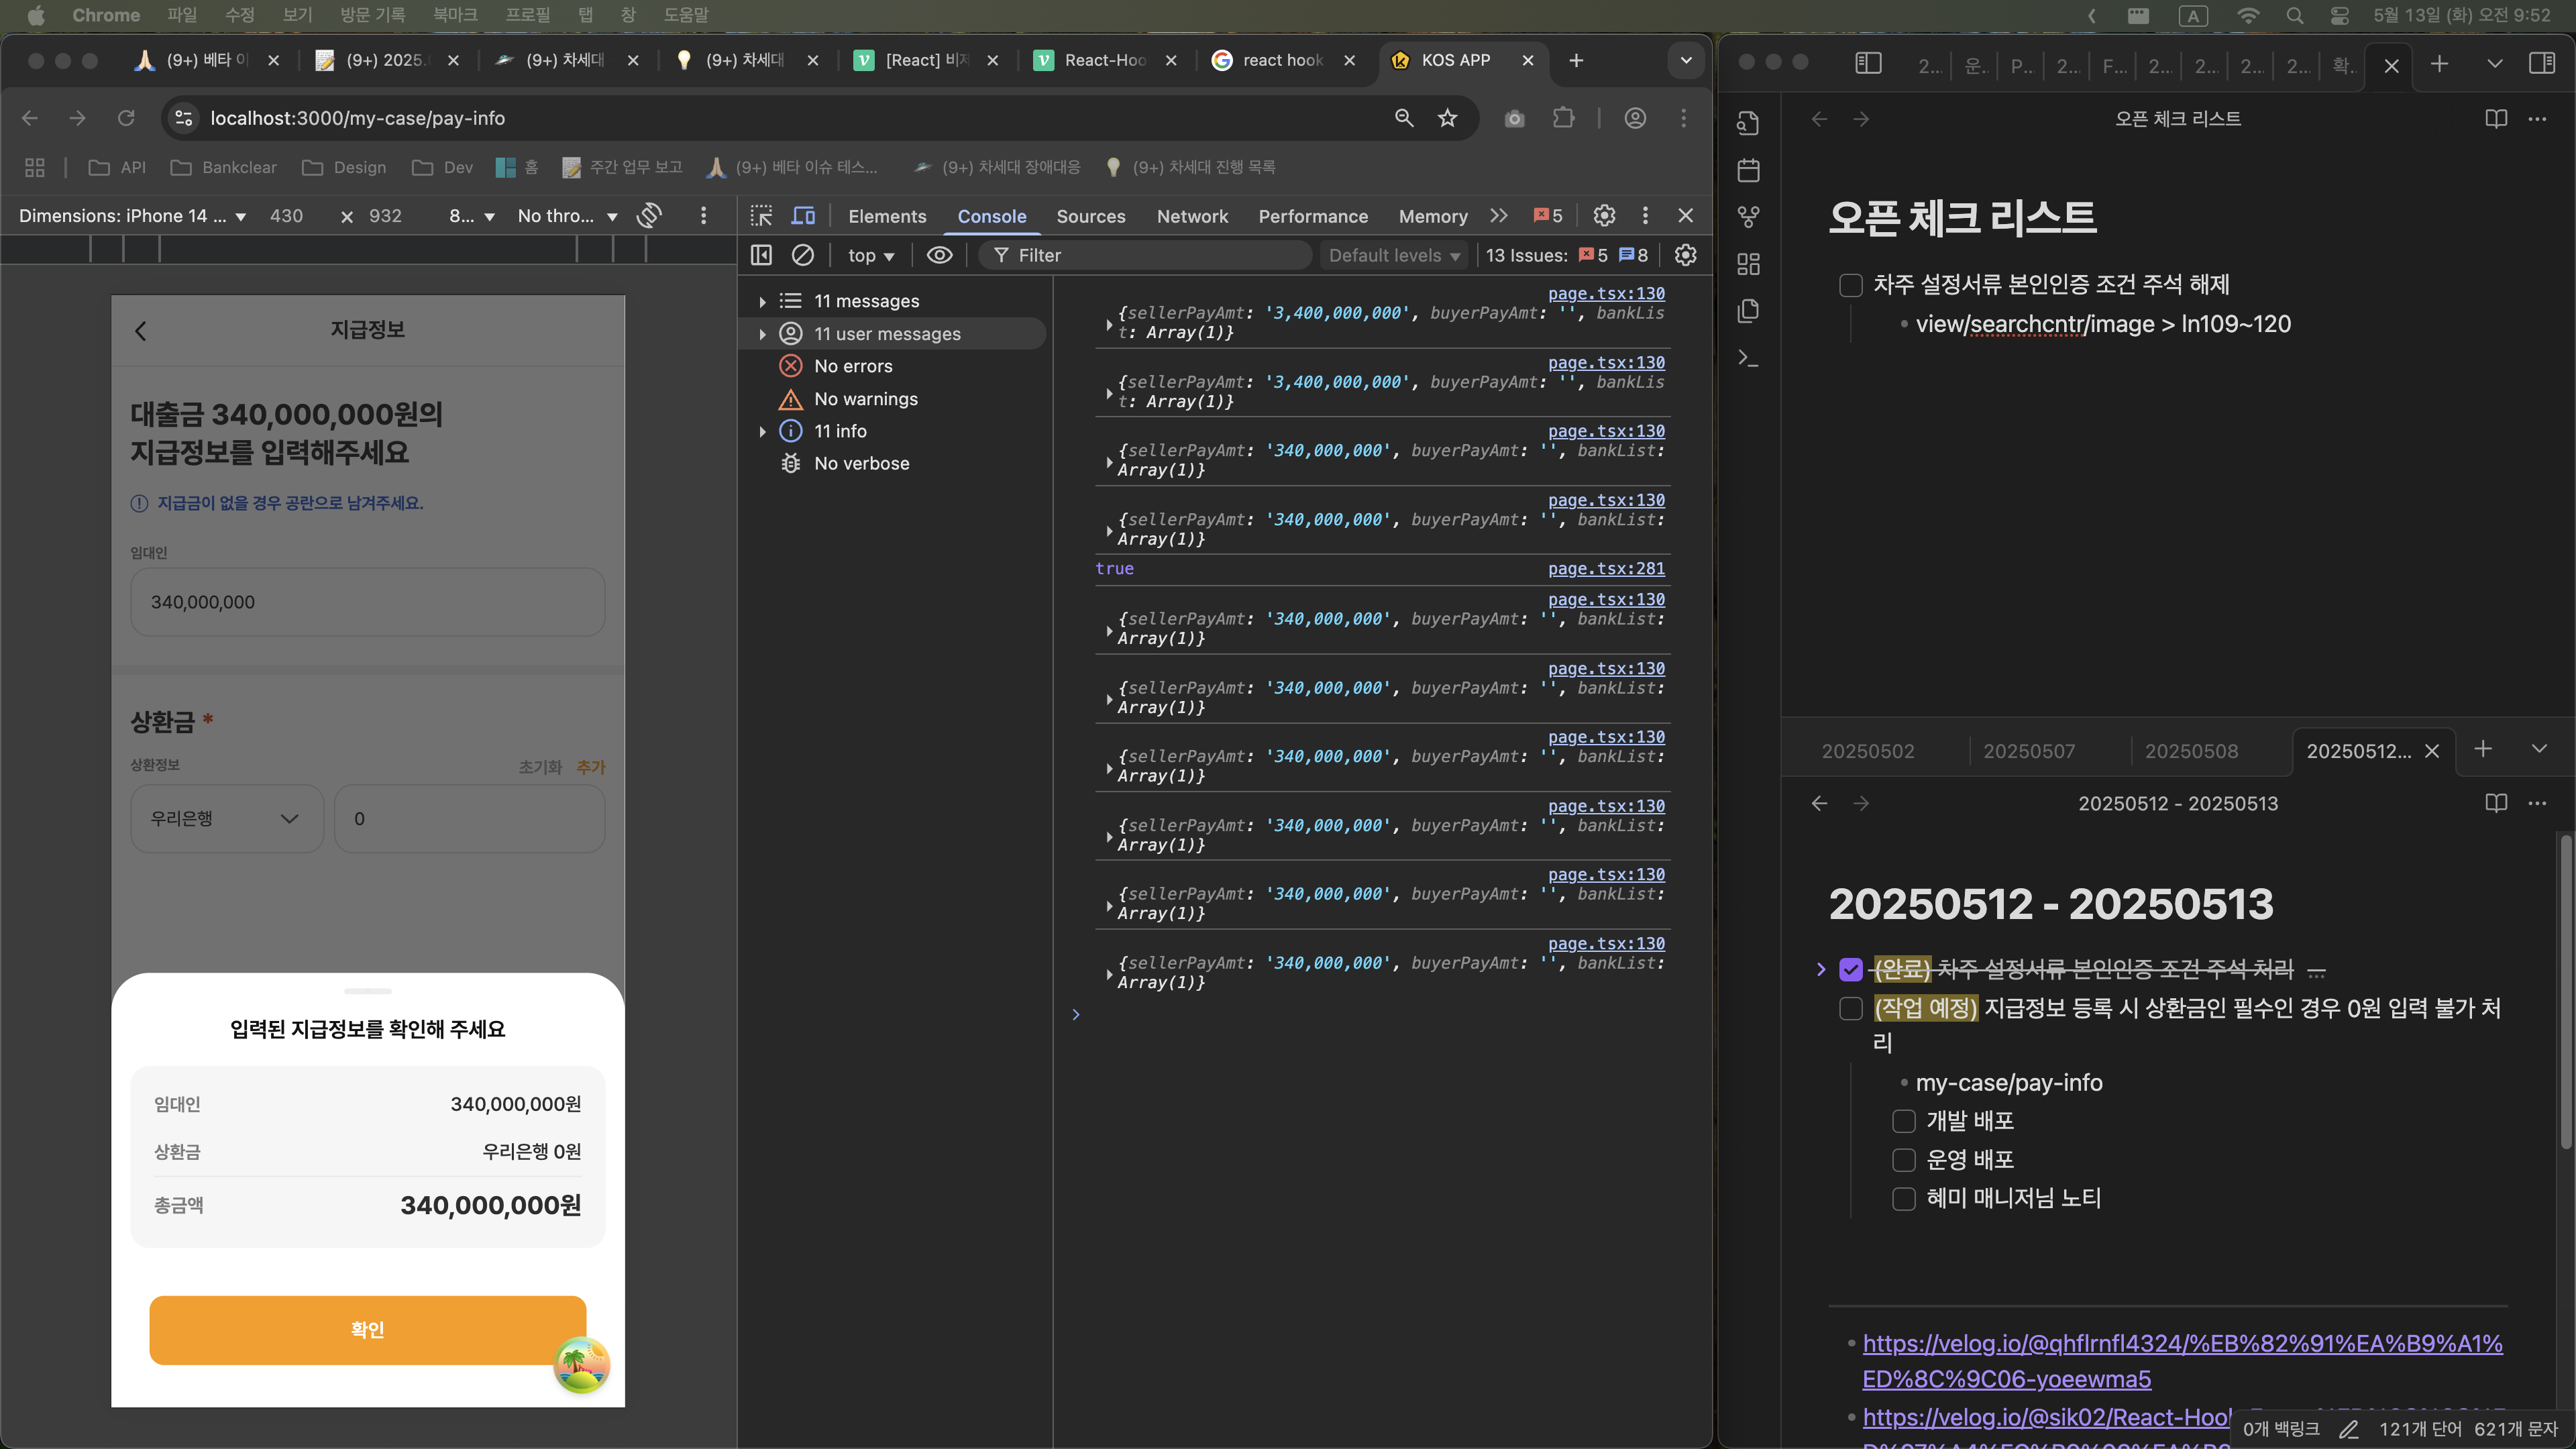 Chrome 파일 수정 보기 방문 기록 북마크 프로필 탭 창 도움말
A 5월 13일 (화) 오전 9:52
(9+) 베타 이 (9+) 2025. (9+) 차세대 (9+) 차세대 [React] 비제 React-Hoo react hook KOS APP
localhost:3000/my-case/pay-info
API Bankclear Design Dev 홈 주간 업무 보고 (9+) 베타 이슈 테스... (9+) 차세대 장애대응 (9+) 차세대 진행 목록
Dimensions: iPhone 14 ... 430 × 932 8... No thro...
지급정보
대출금 340,000,000원의
지급정보를 입력해주세요
지급금이 없을 경우 공란으로 남겨주세요.
임대인
340,000,000
상환금 *
상환정보 초기화 추가
우리은행 0
입력된 지급정보를 확인해 주세요
임대인 340,000,000원
상환금 우리은행 0원
총금액 340,000,000원
확인
Elements Console Sources Network Performance Memory 5
top Filter Default levels 13 Issues: 5 8
11 messages
11 user messages
No errors
No warnings
11 info
No verbose
page.tsx:130
{sellerPayAmt: '3,400,000,000', buyerPayAmt: '', bankLis
t: Array(1)}
page.tsx:130
{sellerPayAmt: '3,400,000,000', buyerPayAmt: '', bankLis
t: Array(1)}
page.tsx:130
{sellerPayAmt: '340,000,000', buyerPayAmt: '', bankList:
Array(1)}
page.tsx:130
{sellerPayAmt: '340,000,000', buyerPayAmt: '', bankList:
Array(1)}
true page.tsx:281
page.tsx:130
{sellerPayAmt: '340,000,000', buyerPayAmt: '', bankList:
Array(1)}
page.tsx:130
{sellerPayAmt: '340,000,000', buyerPayAmt: '', bankList:
Array(1)}
page.tsx:130
{sellerPayAmt: '340,000,000', buyerPayAmt: '', bankList:
Array(1)}
page.tsx:130
{sellerPayAmt: '340,000,000', buyerPayAmt: '', bankList:
Array(1)}
page.tsx:130
{sellerPayAmt: '340,000,000', buyerPayAmt: '', bankList:
Array(1)}
page.tsx:130
{sellerPayAmt: '340,000,000', buyerPayAmt: '', bankList:
Array(1)}
2... 운.. P... 2... F... 2... 2... 2... 2... 확..
오픈 체크 리스트
오픈 체크 리스트
차주 설정서류 본인인증 조건 주석 해제
view/searchcntr/image > ln109~120
20250502 20250507 20250508 20250512...
20250512 - 20250513
20250512 - 20250513
(완료) 차주 설정서류 본인인증 조건 주석 처리 ...
(작업 예정) 지급정보 등록 시 상환금인 필수인 경우 0원 입력 불가 처
리
my-case/pay-info
개발 배포
운영 배포
혜미 매니저님 노티
https://velog.io/@qhflrnfl4324/%EB%82%91%EA%B9%A1%
ED%8C%9C06-yoeewma5
https://velog.io/@sik02/React-Hool
0개 백링크 121개 단어 621개 문자